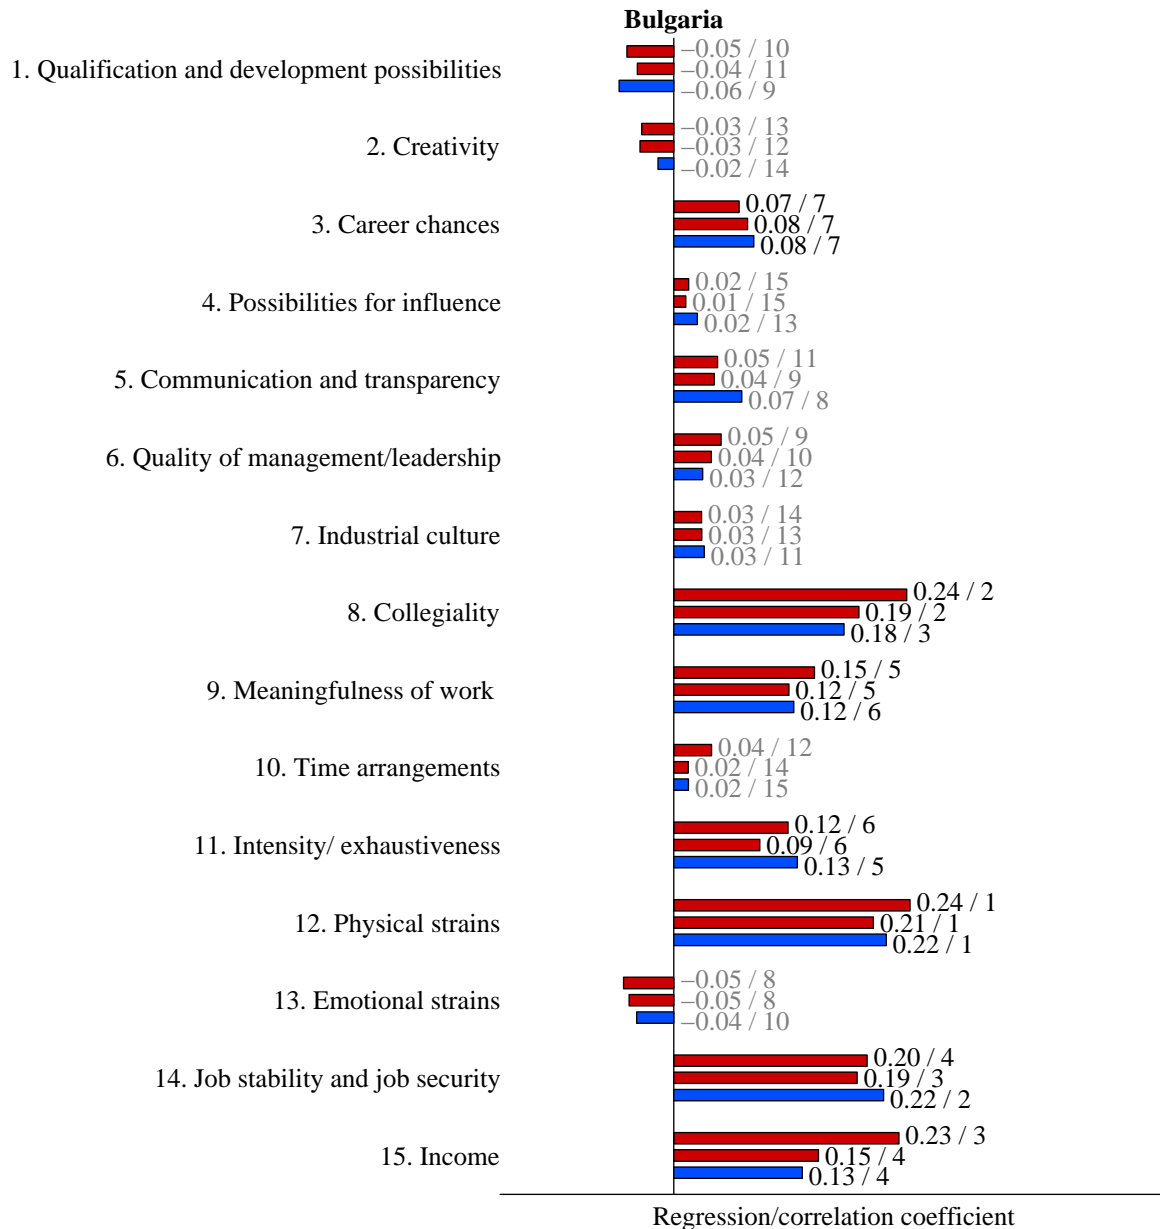 Bulgaria
1. Qualification and development possibilities
–0.05 / 10
–0.04 / 11
–0.06 / 9
2. Creativity
–0.03 / 13
–0.03 / 12
–0.02 / 14
3. Career chances
0.07 / 7
0.08 / 7
0.08 / 7
4. Possibilities for influence
0.02 / 15
0.01 / 15
0.02 / 13
5. Communication and transparency
0.05 / 11
0.04 / 9
0.07 / 8
6. Quality of management/leadership
0.05 / 9
0.04 / 10
0.03 / 12
7. Industrial culture
0.03 / 14
0.03 / 13
0.03 / 11
8. Collegiality
0.24 / 2
0.19 / 2
0.18 / 3
9. Meaningfulness of work
0.15 / 5
0.12 / 5
0.12 / 6
10. Time arrangements
0.04 / 12
0.02 / 14
0.02 / 15
11. Intensity/ exhaustiveness
0.12 / 6
0.09 / 6
0.13 / 5
12. Physical strains
0.24 / 1
0.21 / 1
0.22 / 1
13. Emotional strains
–0.05 / 8
–0.05 / 8
–0.04 / 10
14. Job stability and job security
0.20 / 4
0.19 / 3
0.22 / 2
15. Income
0.23 / 3
0.15 / 4
0.13 / 4
Regression/correlation coefficient